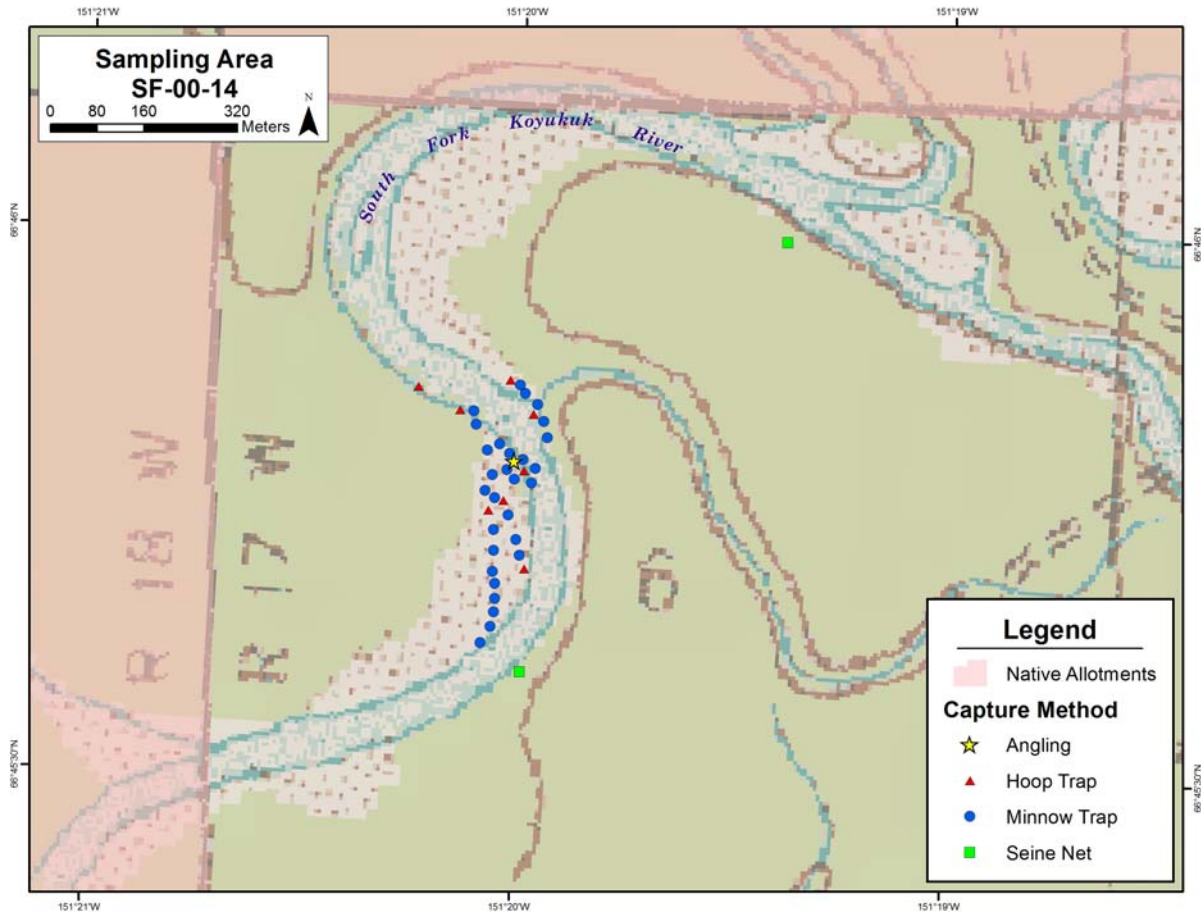 151°21'W
151°20'W
151°19'W
Sampling Area
SF-00-14
0 80 160 320
Meters
N
South Fork Koyukuk River
66°46'N
66°46'N
R 18 W
R 17 W
6
66°45'30"N
66°45'30"N
Legend
Native Allotments
Capture Method
Angling
Hoop Trap
Minnow Trap
Seine Net
151°21'W
151°20'W
151°19'W